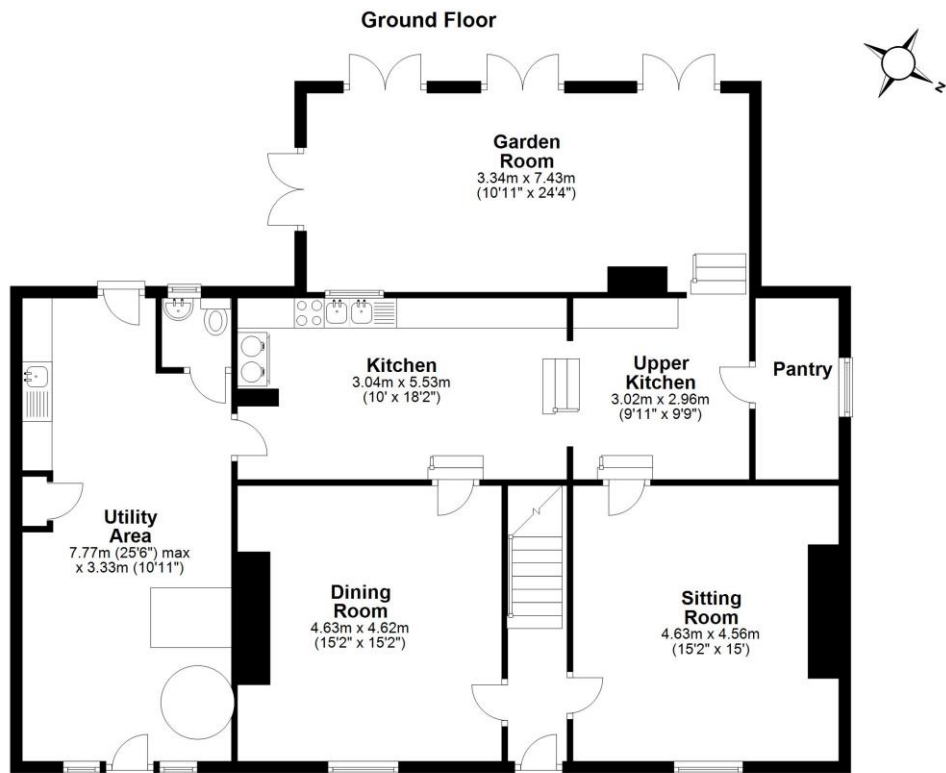 Ground Floor
N
Garden
Room
3.34m x 7.43m
(10'11" x 24'4")
Kitchen
3.04m x 5.53m
(10' x 18'2")
Upper
Kitchen
3.02m x 2.96m
(9'11" x 9'9")
Pantry
Utility
Area
7.77m (25'6") max
x 3.33m (10'11")
Dining
Room
4.63m x 4.62m
(15'2" x 15'2")
Sitting
Room
4.63m x 4.56m
(15'2" x 15')